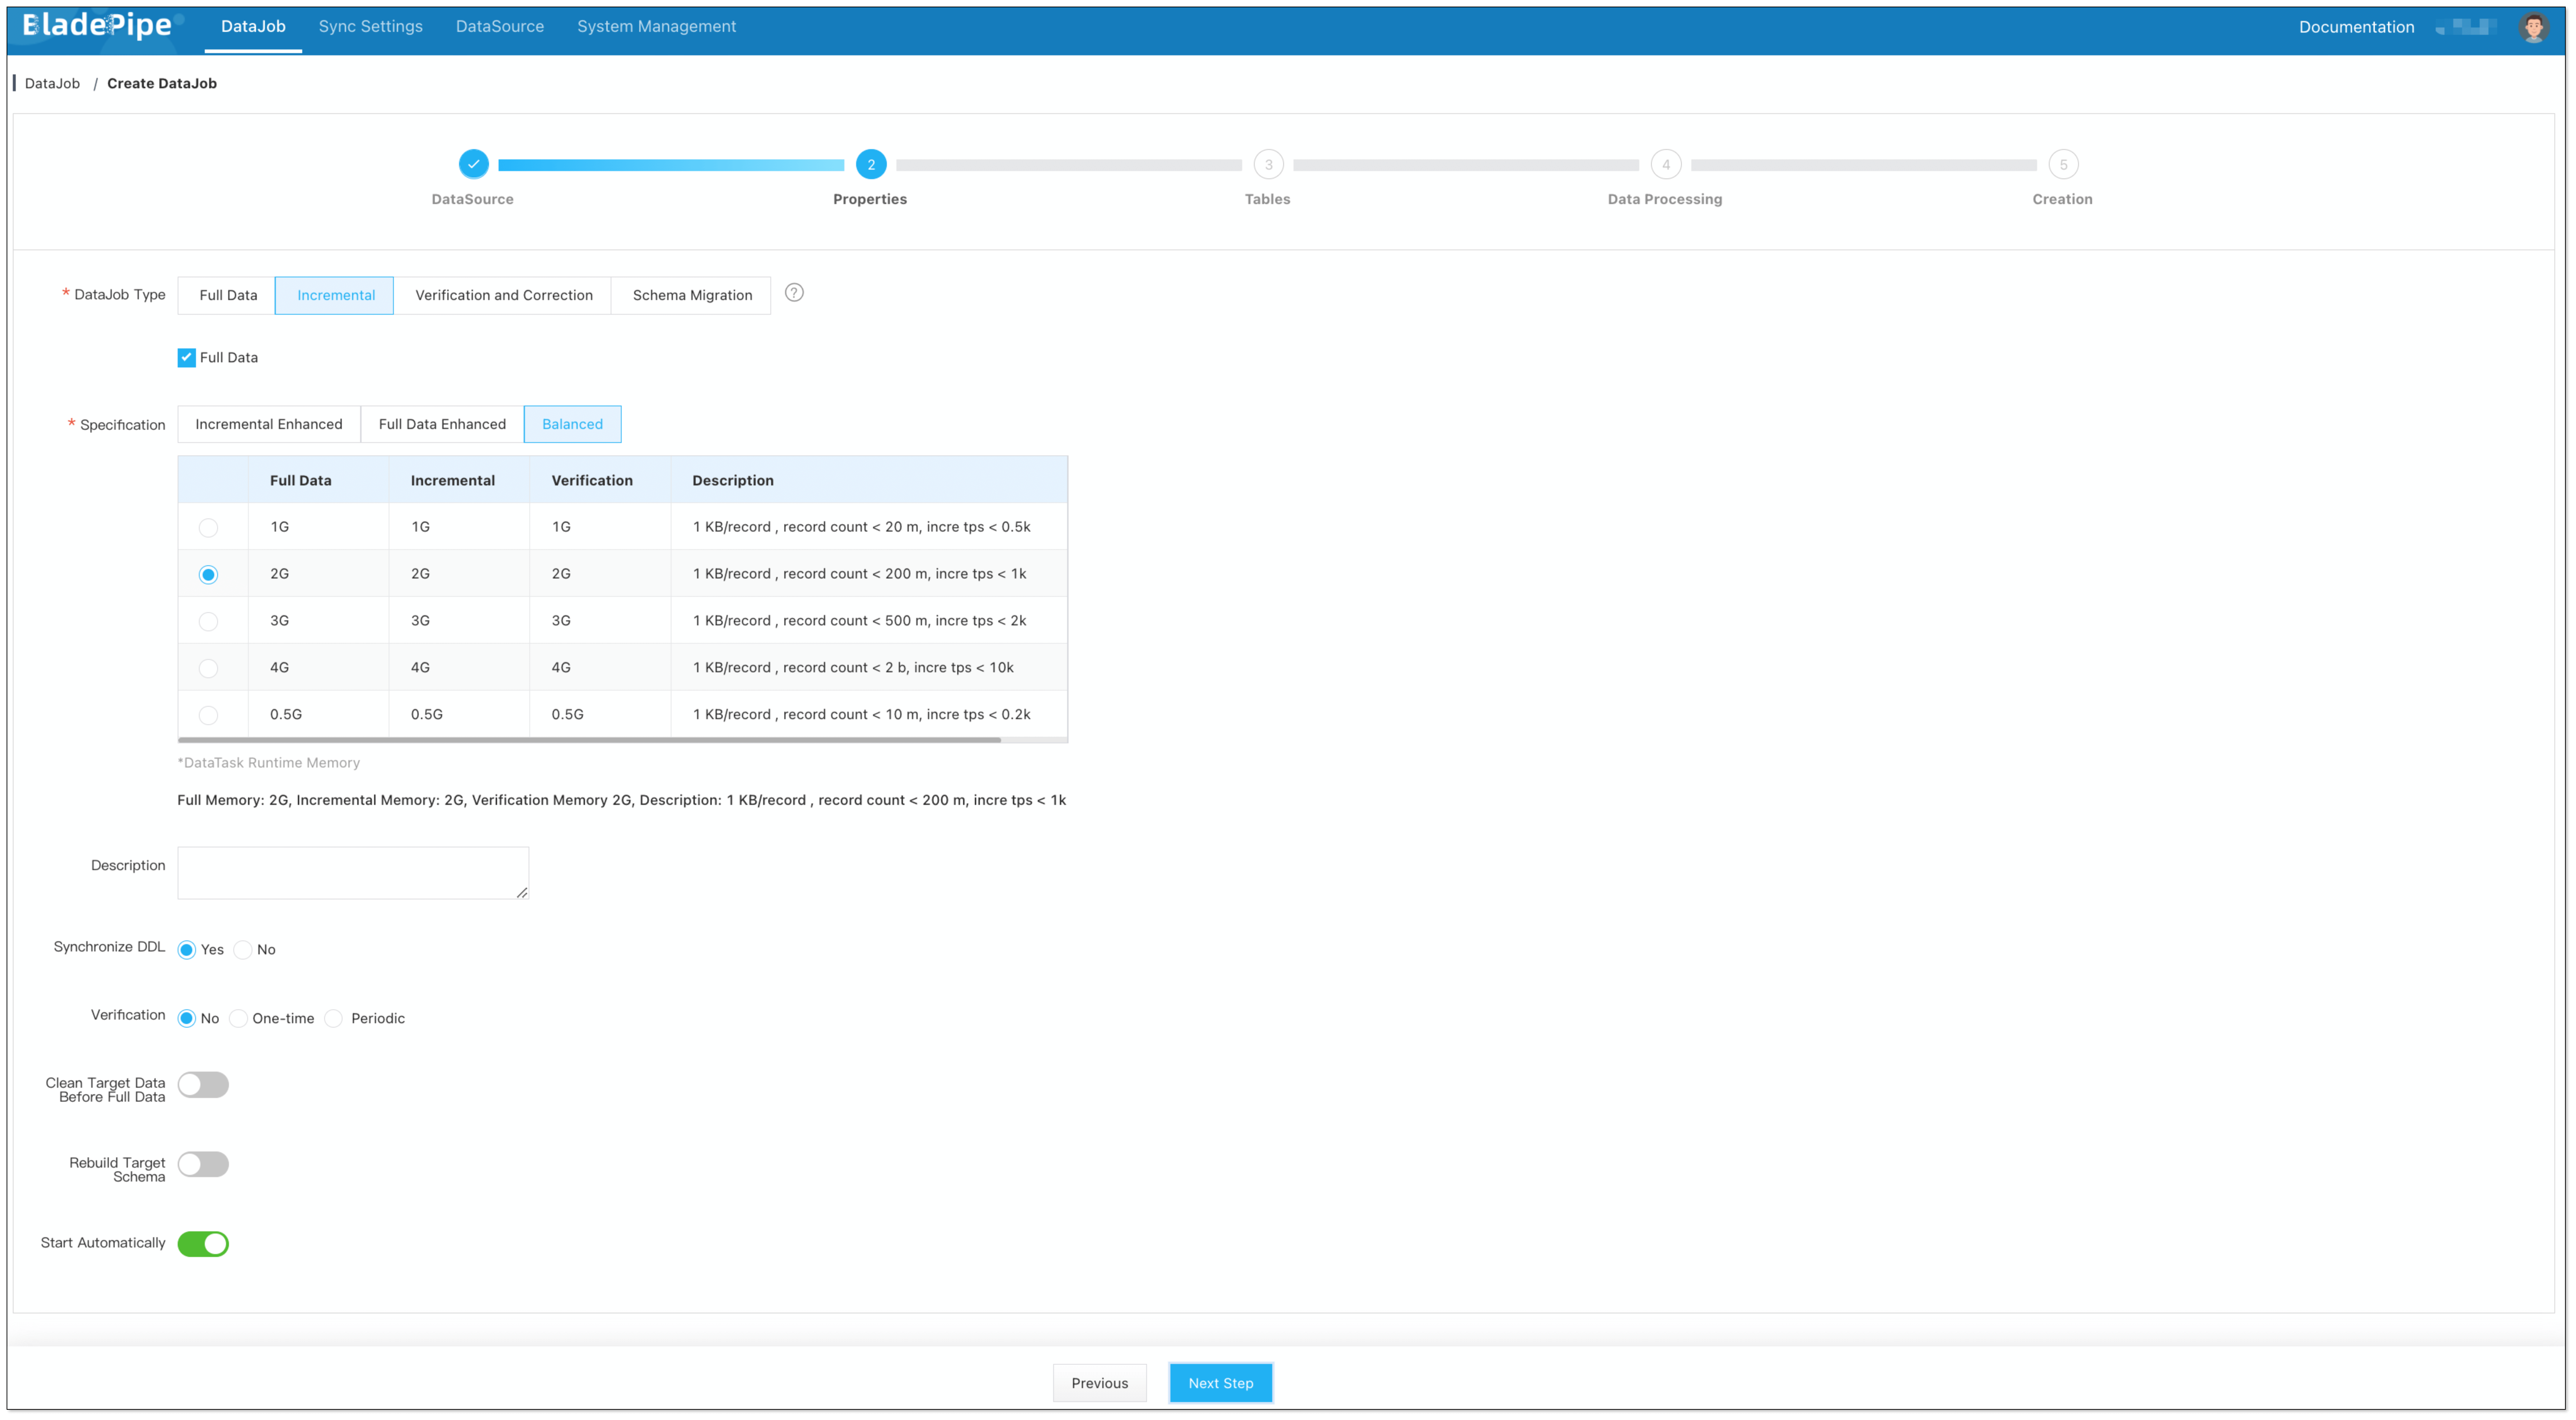 BladePipe DataJob Sync Settings DataSource System Management Documentation
DataJob / Create DataJob
2 3 4 5
DataSource Properties Tables Data Processing Creation
* DataJob Type Full Data Incremental Verification and Correction Schema Migration ?
Full Data
* Specification Incremental Enhanced Full Data Enhanced Balanced
Full Data Incremental Verification Description
1G 1G 1G 1 KB/record , record count < 20 m, incre tps < 0.5k
2G 2G 2G 1 KB/record , record count < 200 m, incre tps < 1k
3G 3G 3G 1 KB/record , record count < 500 m, incre tps < 2k
4G 4G 4G 1 KB/record , record count < 2 b, incre tps < 10k
0.5G 0.5G 0.5G 1 KB/record , record count < 10 m, incre tps < 0.2k
*DataTask Runtime Memory
Full Memory: 2G, Incremental Memory: 2G, Verification Memory 2G, Description: 1 KB/record , record count < 200 m, incre tps < 1k
Description
Synchronize DDL Yes No
Verification No One-time Periodic
Clean Target Data
Before Full Data
Rebuild Target
Schema
Start Automatically
Previous Next Step